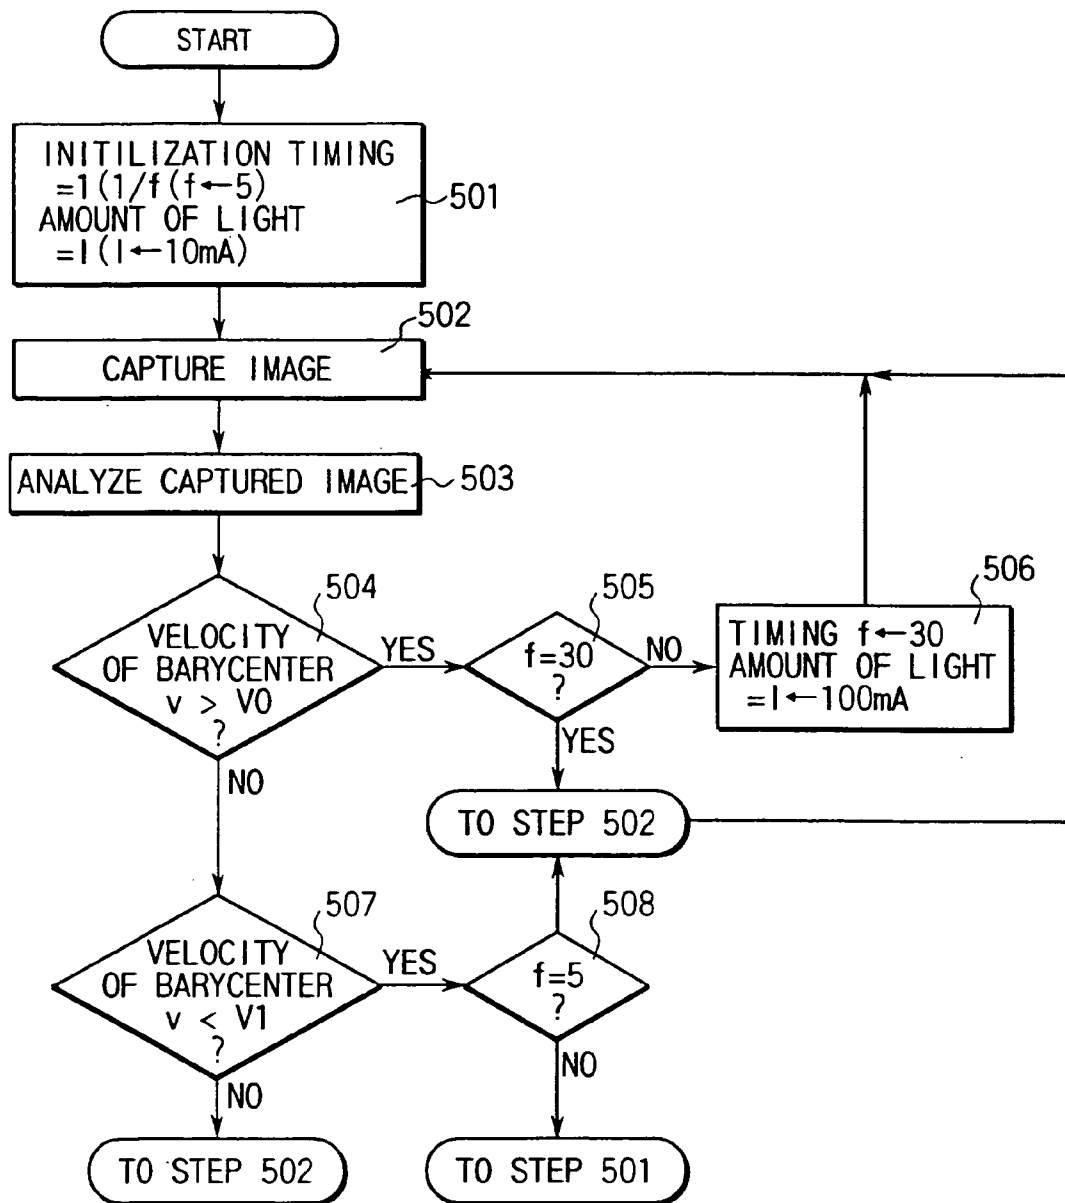 START
INITILIZATION TIMING
=1(1/f(f←5)
AMOUNT OF LIGHT
=I(I←10mA)
501
502
CAPTURE IMAGE
ANALYZE CAPTURED IMAGE
503
504
VELOCITY
OF BARYCENTER
v > V0
?
YES
NO
505
f=30
?
NO
YES
506
TIMING f←30
AMOUNT OF LIGHT
=I←100mA
TO STEP 502
507
VELOCITY
OF BARYCENTER
v < V1
?
YES
NO
508
f=5
?
NO
TO STEP 502
TO STEP 501